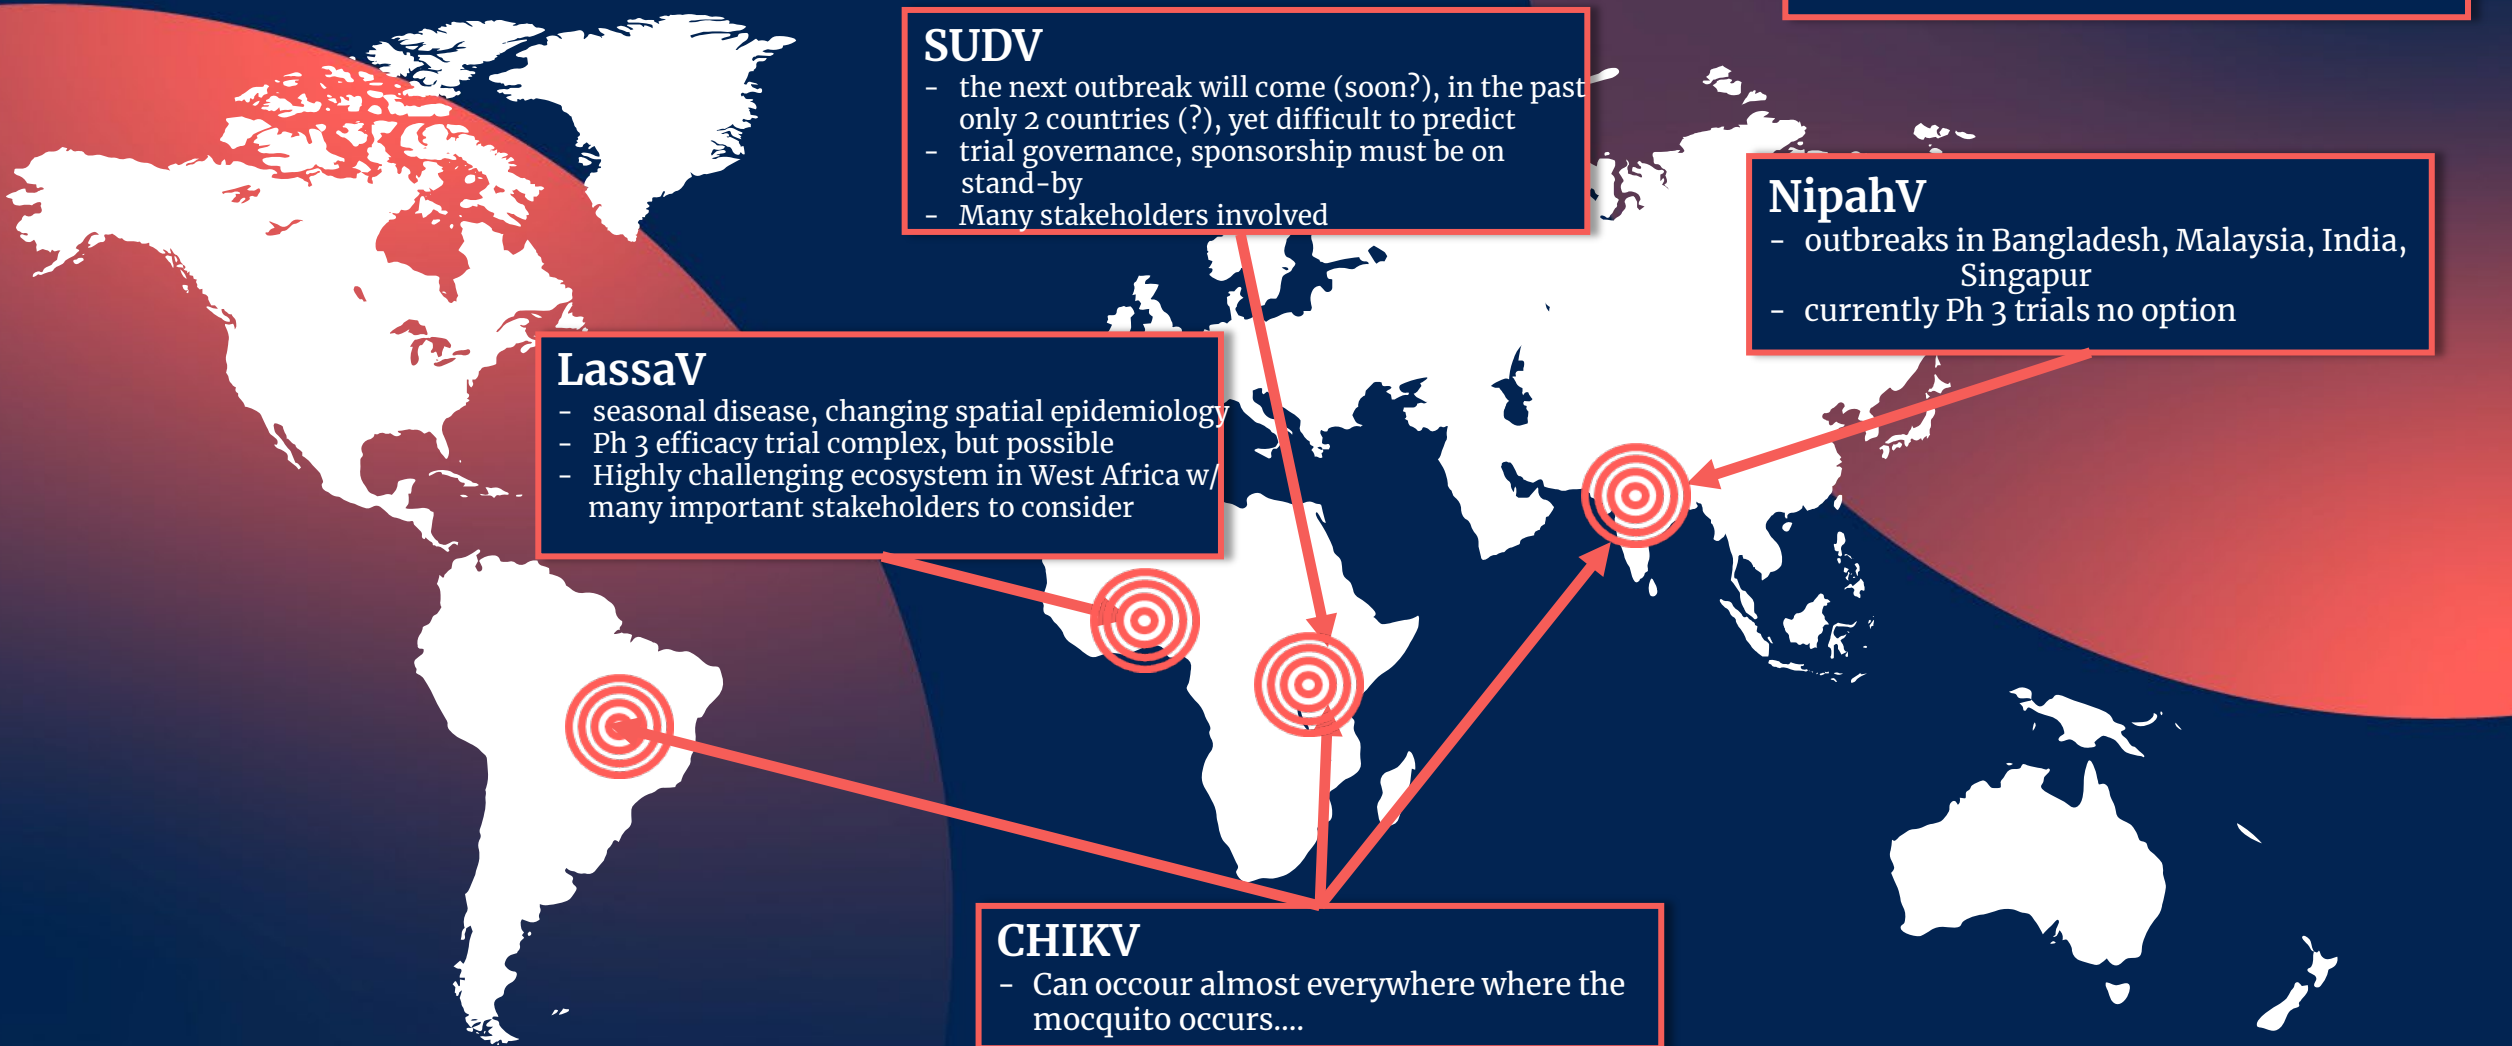 SUDV
- the next outbreak will come (soon?), in the past
only 2 countries (?), yet difficult to predict
- trial governance, sponsorship must be on
stand-by
- Many stakeholders involved
NipahV
- outbreaks in Bangladesh, Malaysia, India,
Singapur
- currently Ph 3 trials no option
LassaV
- seasonal disease, changing spatial epidemiology
- Ph 3 efficacy trial complex, but possible
- Highly challenging ecosystem in West Africa w/
many important stakeholders to consider
CHIKV
- Can occour almost everywhere where the
mocquito occurs....